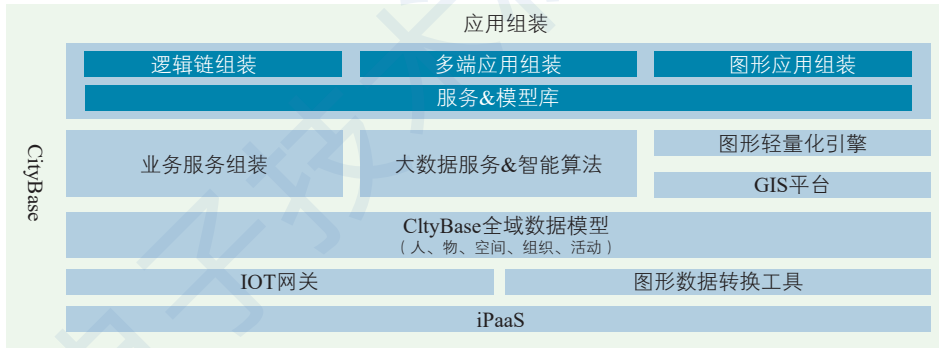 应用组装
逻辑链组装
多端应用组装
图形应用组装
服务&模型库
CityBase
业务服务组装
大数据服务&智能算法
图形轻量化引擎
GIS平台
CltyBase全域数据模型
（人、物、空间、组织、活动）
IOT网关
图形数据转换工具
iPaaS
子技术